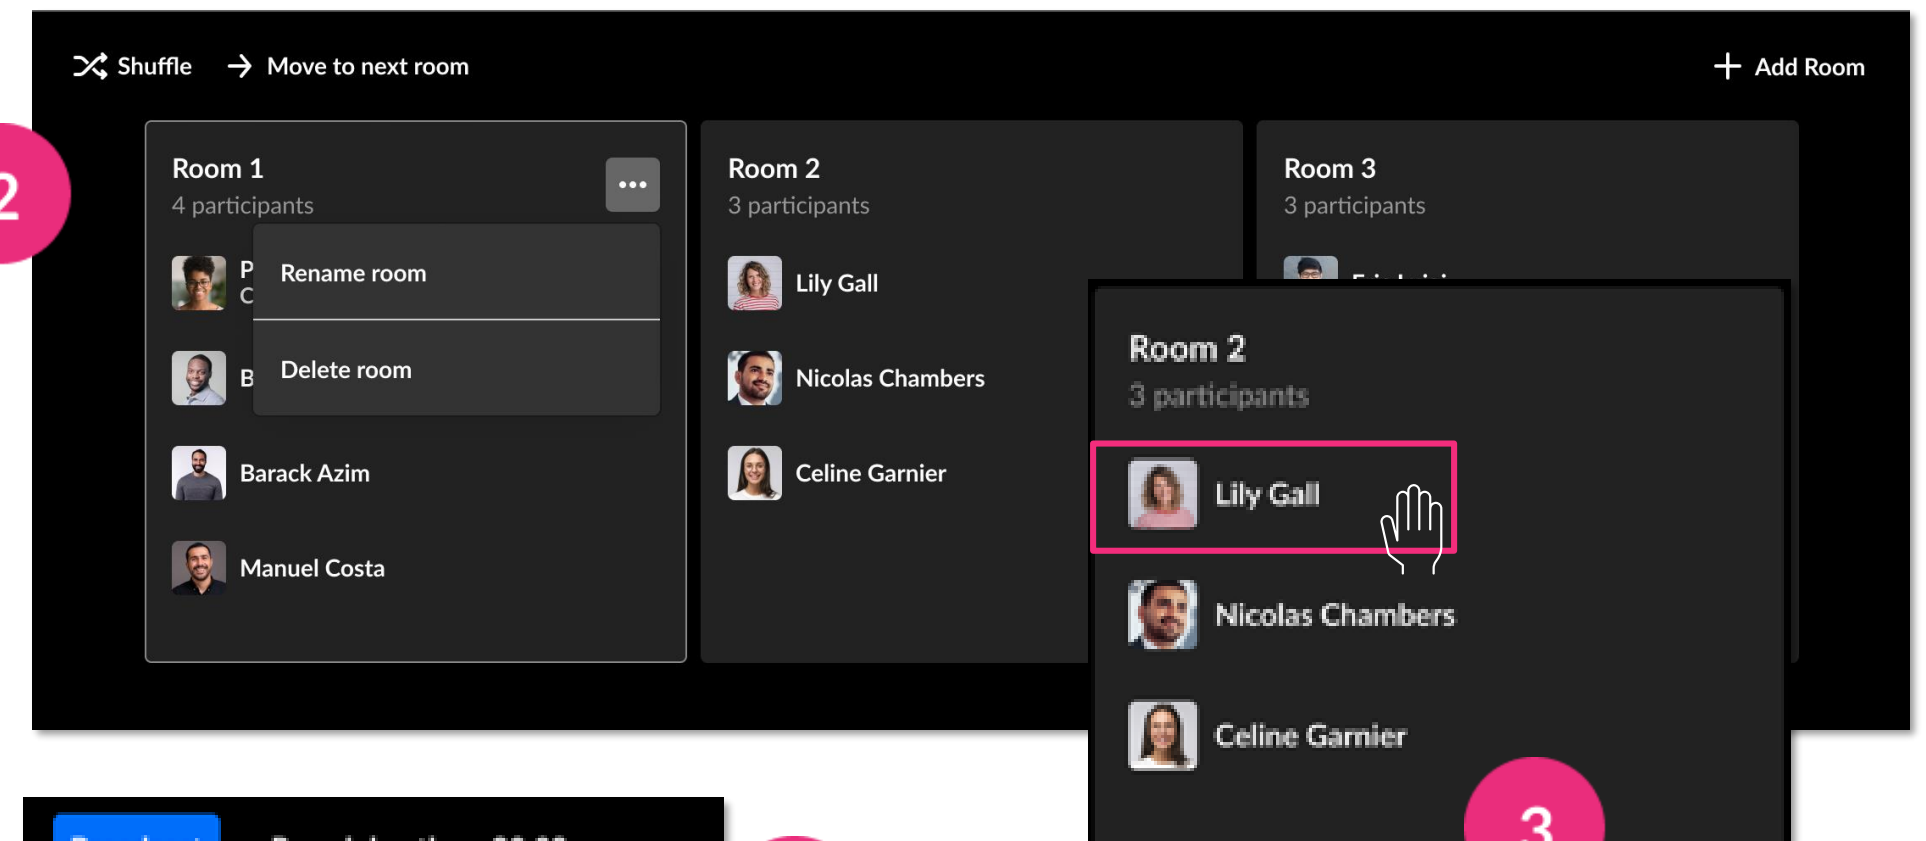 Shuffle
Move to next room
Add Room
2
Room 1
4 participants
Rename room
Delete room
Barack Azim
Manuel Costa
Room 2
3 participants
Lily Gall
Nicolas Chambers
Celine Garnier
Room 3
3 participants
Room 2
3 participants
Lily Gall
Nicolas Chambers
Celine Garnier
3